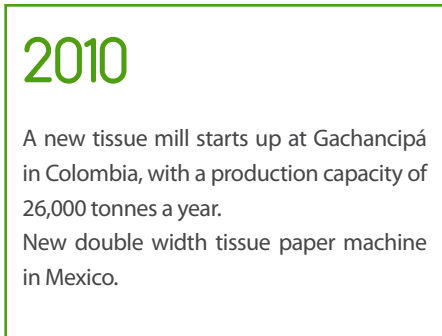 2010
A new tissue mill starts up at Gachancipá
in Colombia, with a production capacity of
26,000 tonnes a year.
New double width tissue paper machine
in Mexico.